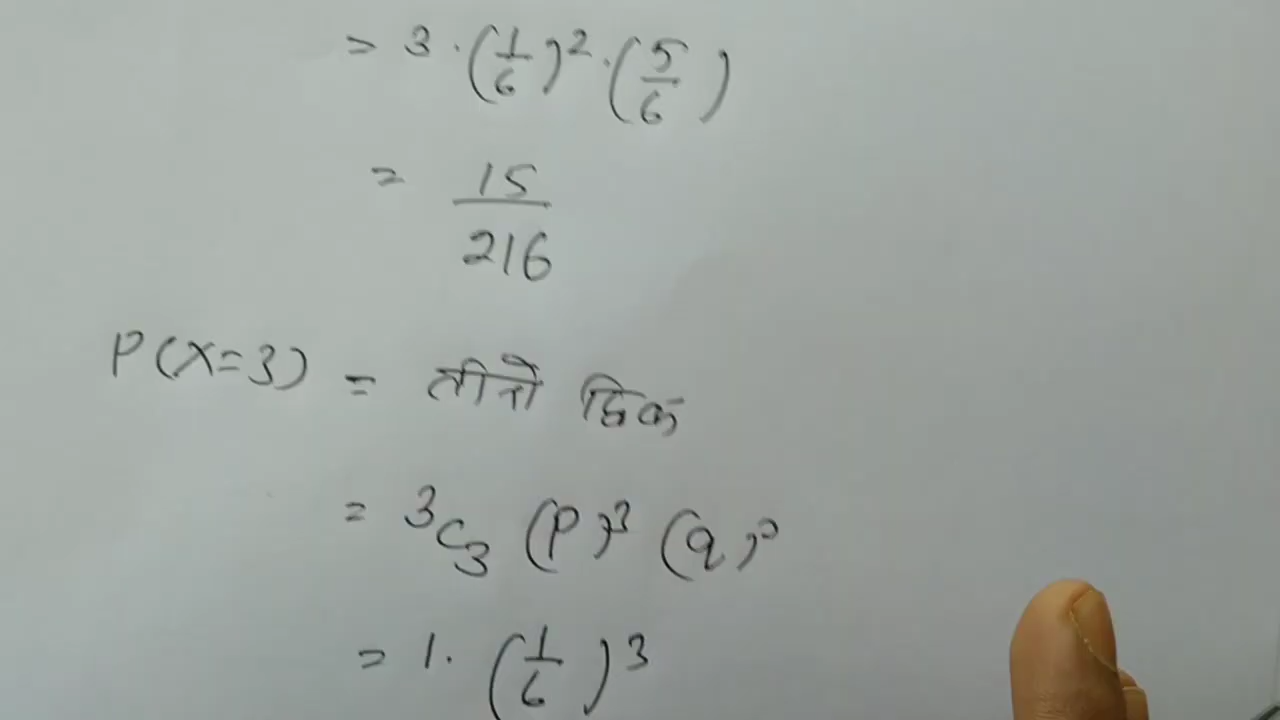 = 3 · (1/6)² · (5/6)
= 15/216
P(X=3) = तीनो द्विक
= ³C₃ (p)³ (q)⁰
= 1. (1/6)³